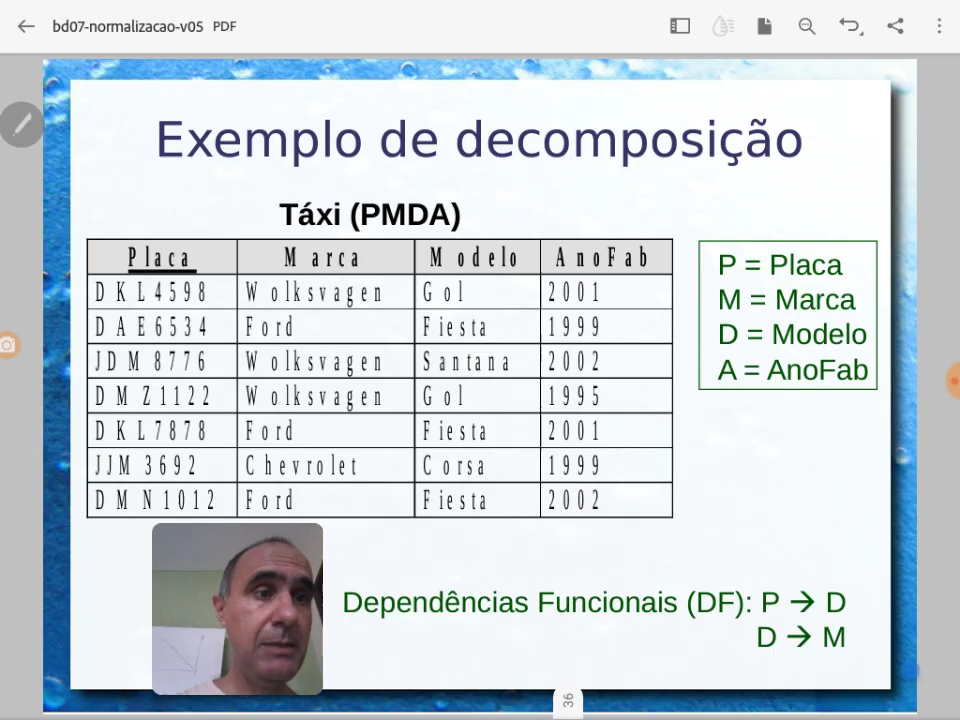 bd07-normalizacao-v05 PDF
Exemplo de decomposição
Táxi (PMDA)
Placa Marca Modelo AnoFab
DKL4598 Wolksvagen Gol 2001
DAE6534 Ford Fiesta 1999
JDM8776 Wolksvagen Santana 2002
DMZ1122 Wolksvagen Gol 1995
DKL7878 Ford Fiesta 2001
JJM3692 Chevrolet Corsa 1999
DMN1012 Ford Fiesta 2002
P = Placa
M = Marca
D = Modelo
A = AnoFab
Dependências Funcionais (DF): P → D
D → M
36